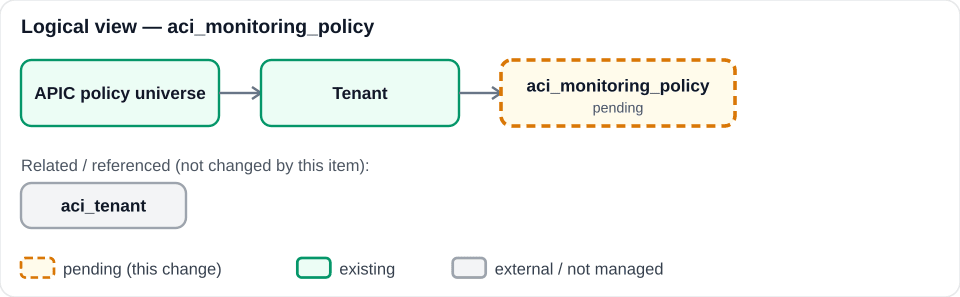 Logical view — aci_monitoring_policy
APIC policy universe
Tenant
aci_monitoring_policy
pending
Related / referenced (not changed by this item):
aci_tenant
pending (this change)
existing
external / not managed